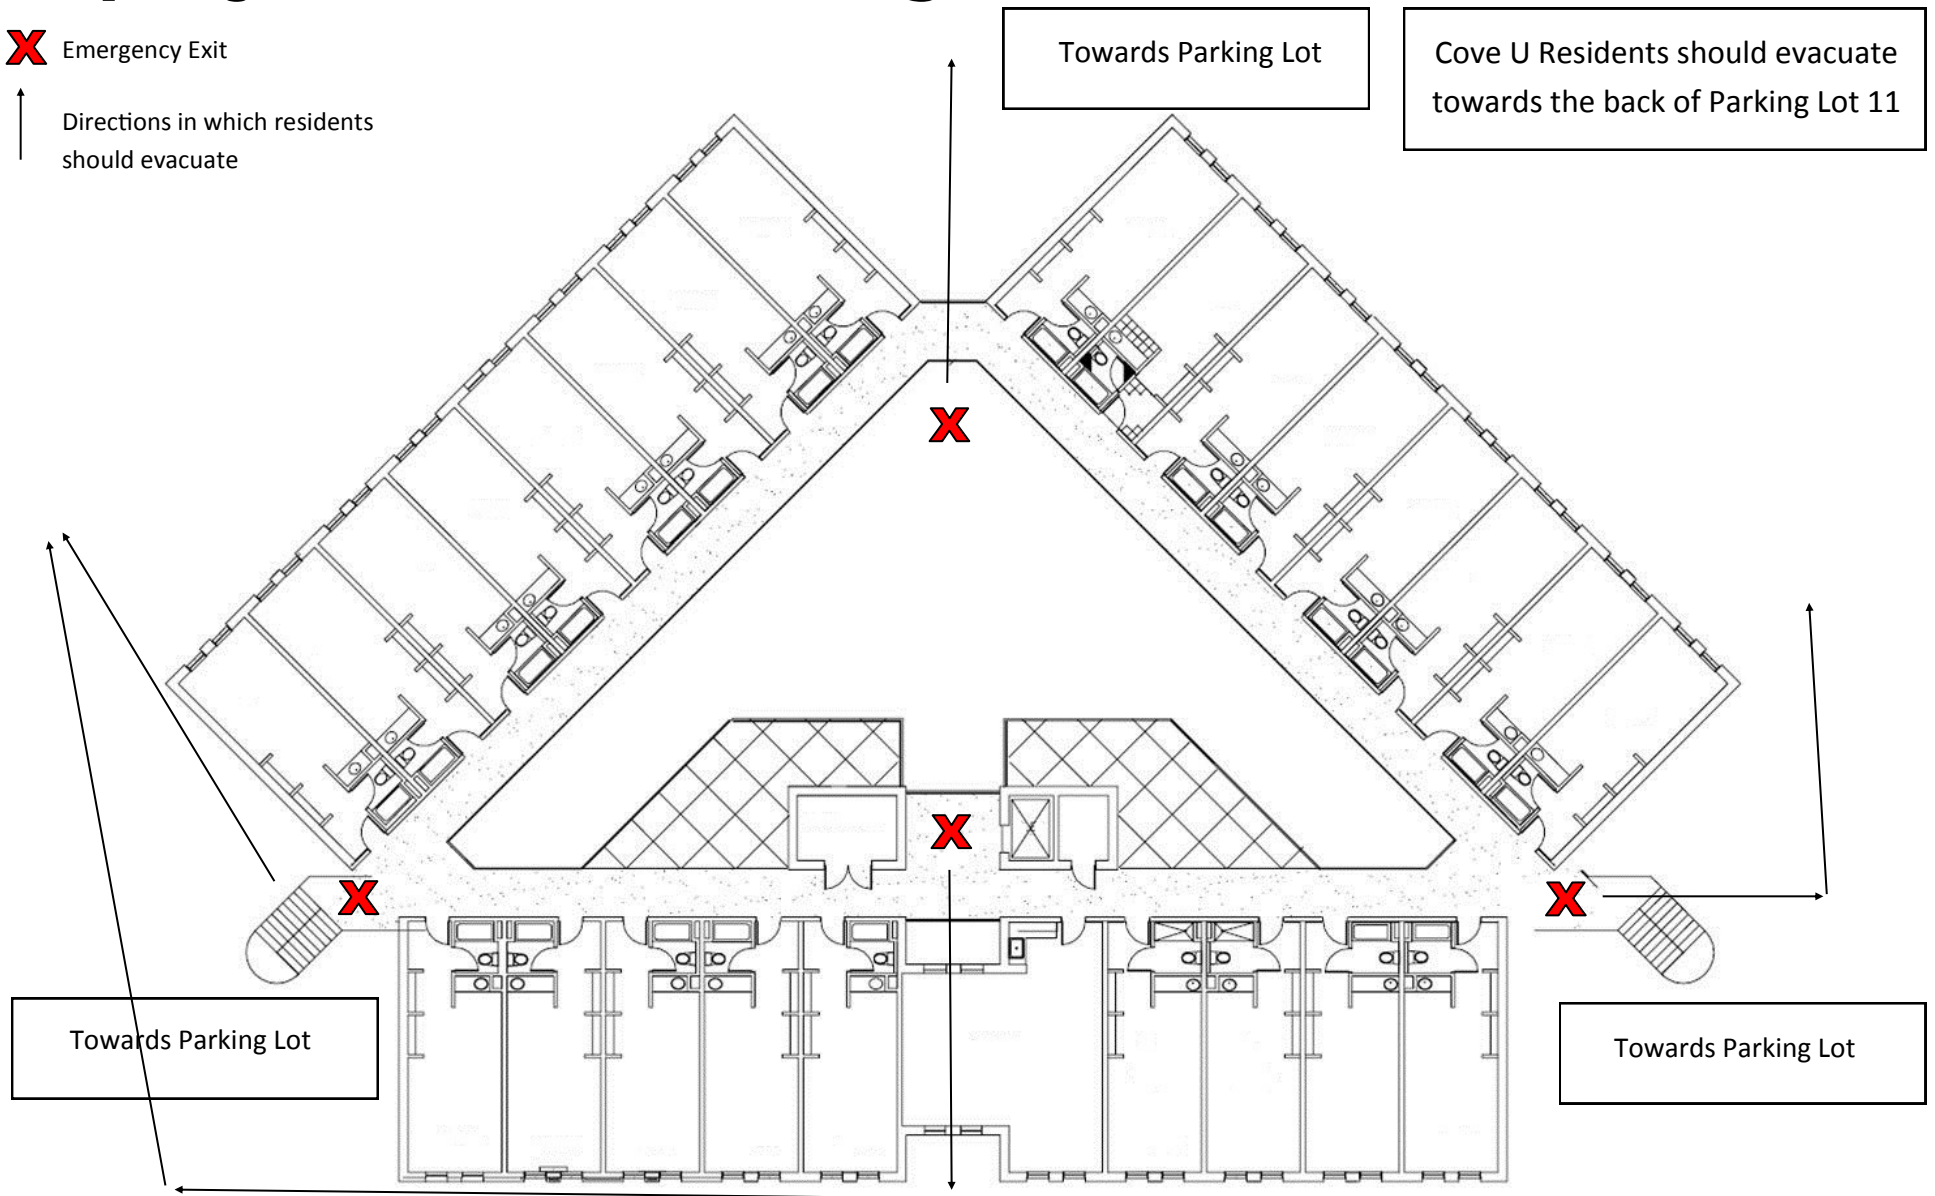 Emergency Exit
Directions in which residents
should evacuate
Towards Parking Lot
Cove U Residents should evacuate
towards the back of Parking Lot 11
Towards Parking Lot
Towards Parking Lot